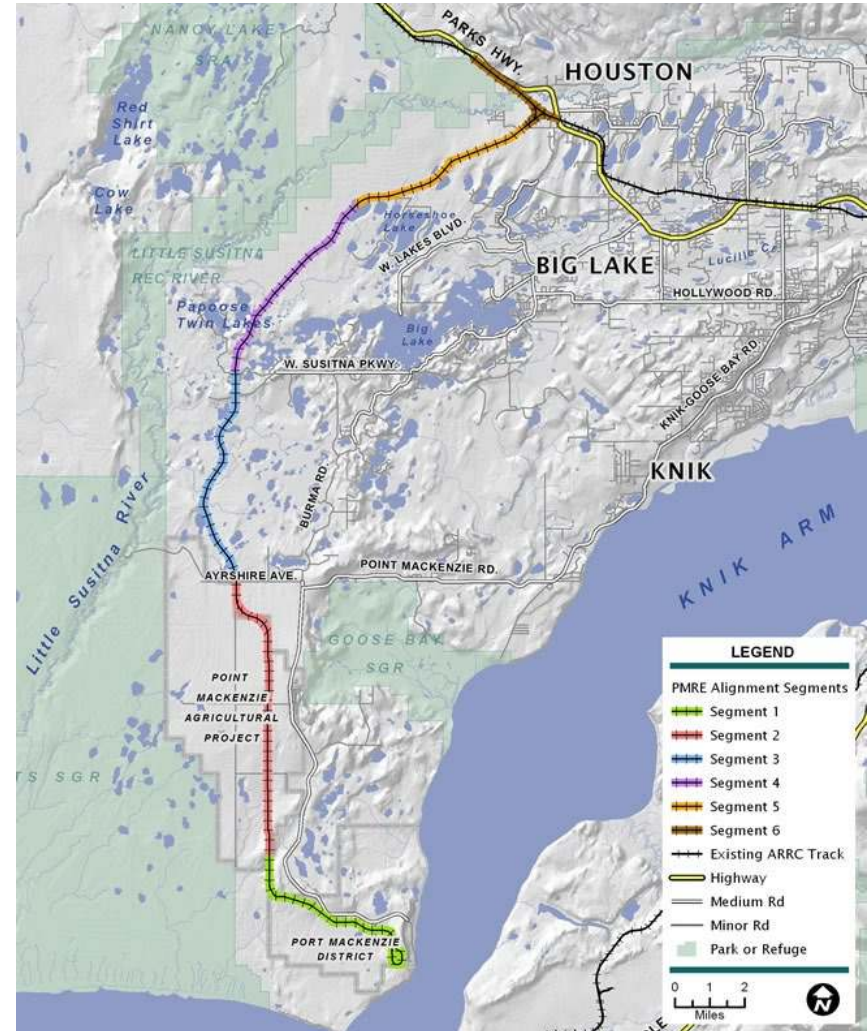 PARKS HWY.
NANCY LAKE
SRA
HOUSTON
Red
Shirt
Lake
Cow
Lake
Horseshoe
Lake
W. LAKES BLVD.
LITTLE SUSITNA
REC RIVER
BIG LAKE
Lucille Cr.
HOLLYWOOD RD.
Papoose
Twin Lakes
Big
Lake
W. SUSITNA PKWY.
KNIK-GOOSE BAY RD.
KNIK
BURMA RD.
Little Susitna River
KNIK ARM
AYRSHIRE AVE.
POINT MACKENZIE RD.
GOOSE BAY
SGR
POINT
MACKENZIE
AGRICULTURAL
PROJECT
TS SGR
PORT MACKENZIE
DISTRICT
LEGEND
PMRE Alignment Segments
Segment 1
Segment 2
Segment 3
Segment 4
Segment 5
Segment 6
Existing ARRC Track
Highway
Medium Rd
Minor Rd
Park or Refuge
0 1 2
Miles
N